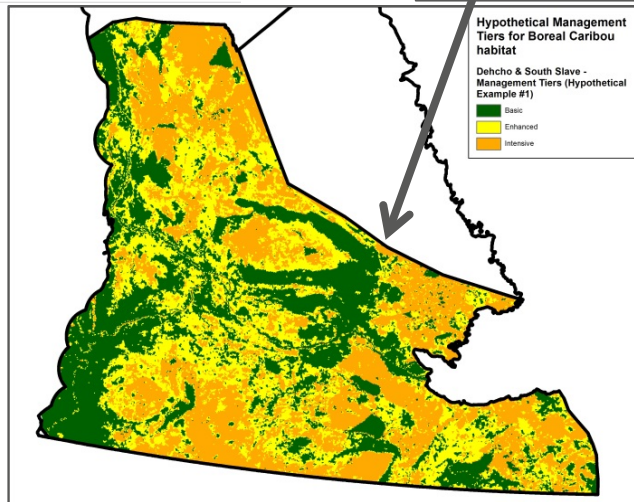 Hypothetical Management
Tiers for Boreal Caribou
habitat
Dehcho & South Slave -
Management Tiers (Hypothetical
Example #1)
Basic
Enhanced
Intensive